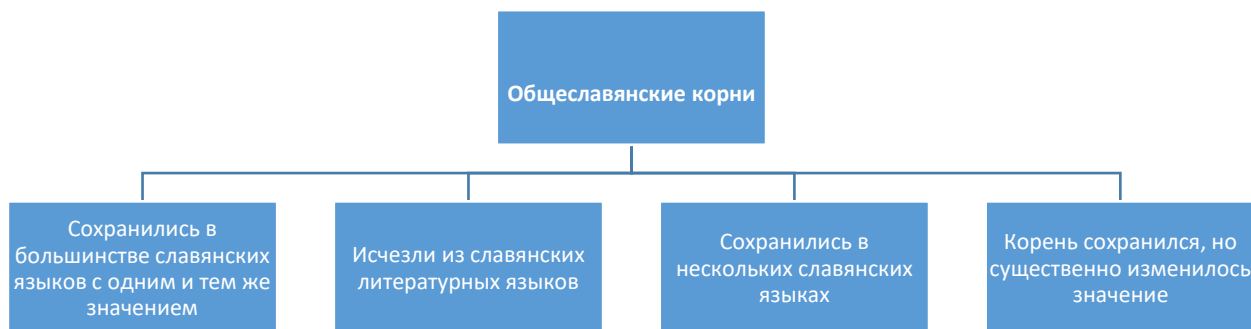 Общеславянские корни
Сохранились в
большинстве славянских
языков с одним и тем же
значением
Исчезли из славянских
литературных языков
Сохранились в
нескольких славянских
языках
Корень сохранился, но
существенно изменилось
значение